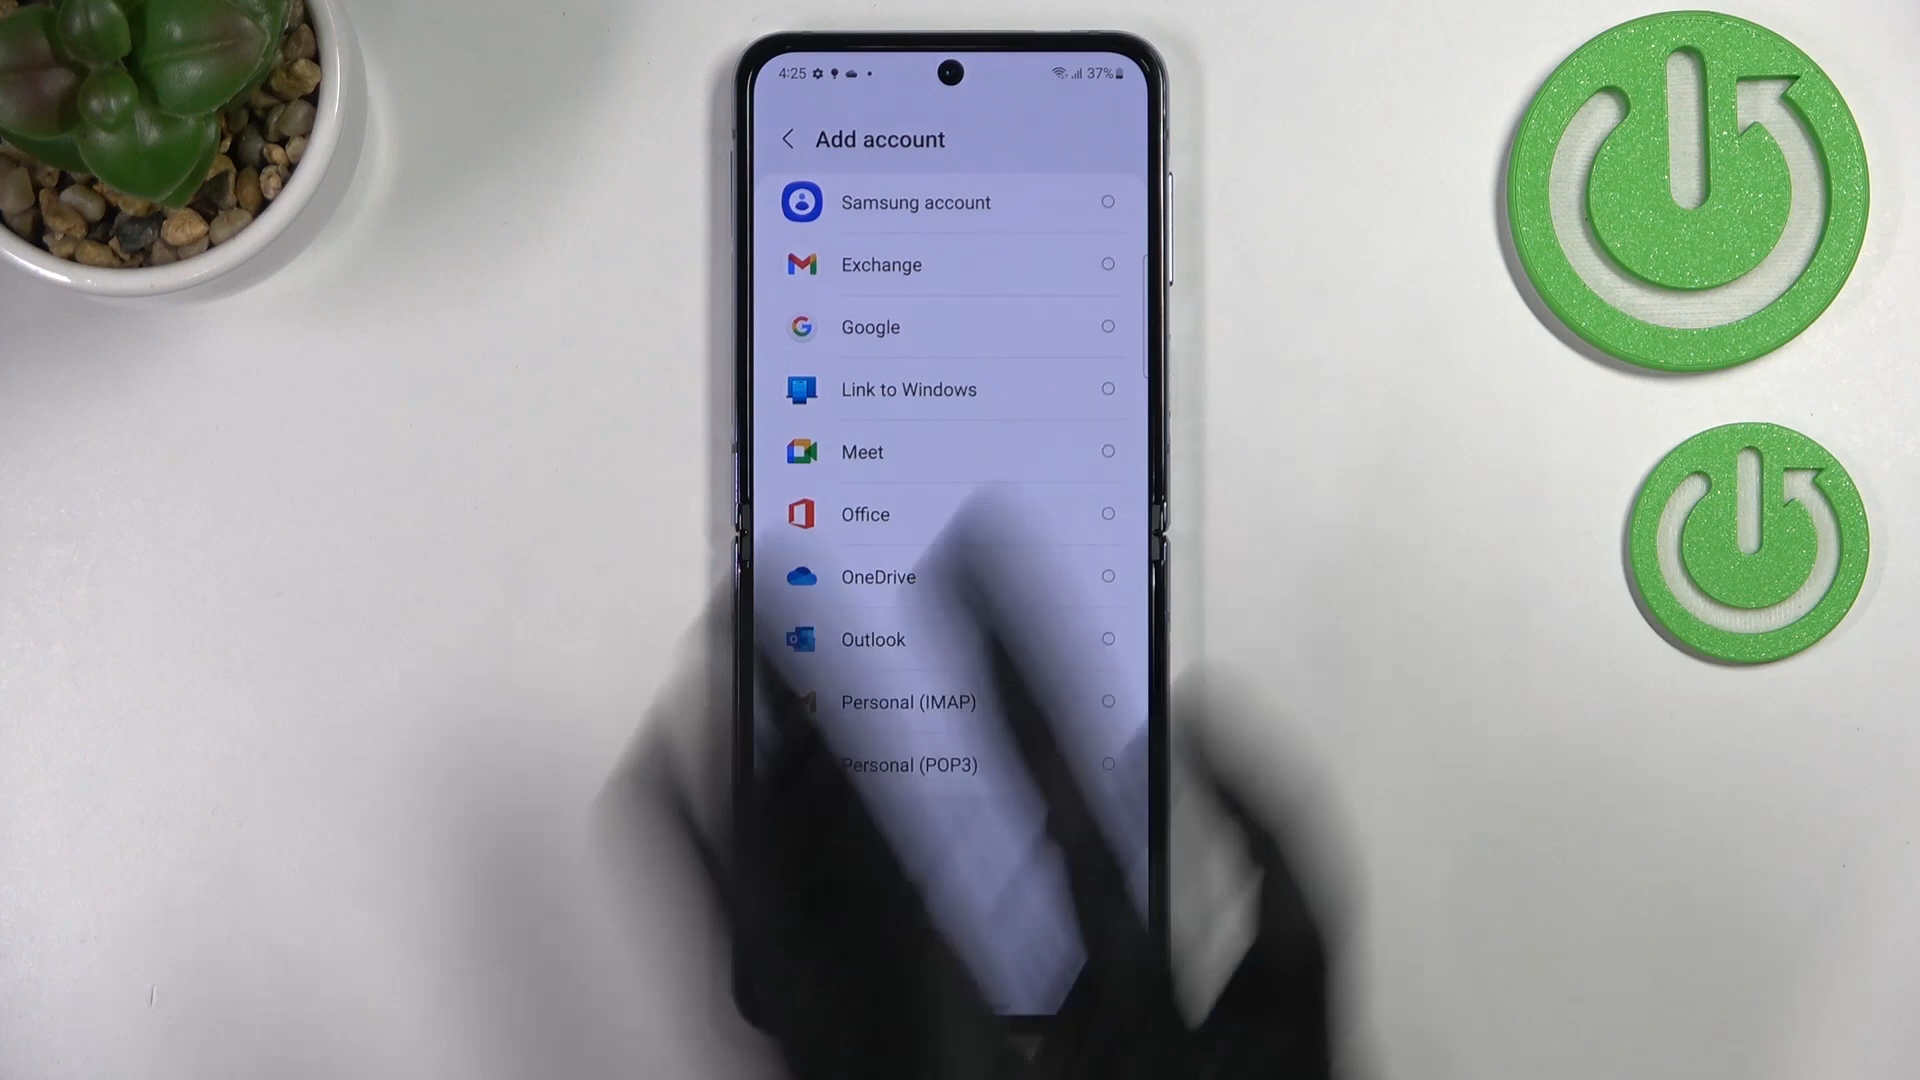 4:25 37%
Add account
Samsung account
Exchange
Google
Link to Windows
Meet
Office
OneDrive
Outlook
Personal (IMAP)
Personal (POP3)